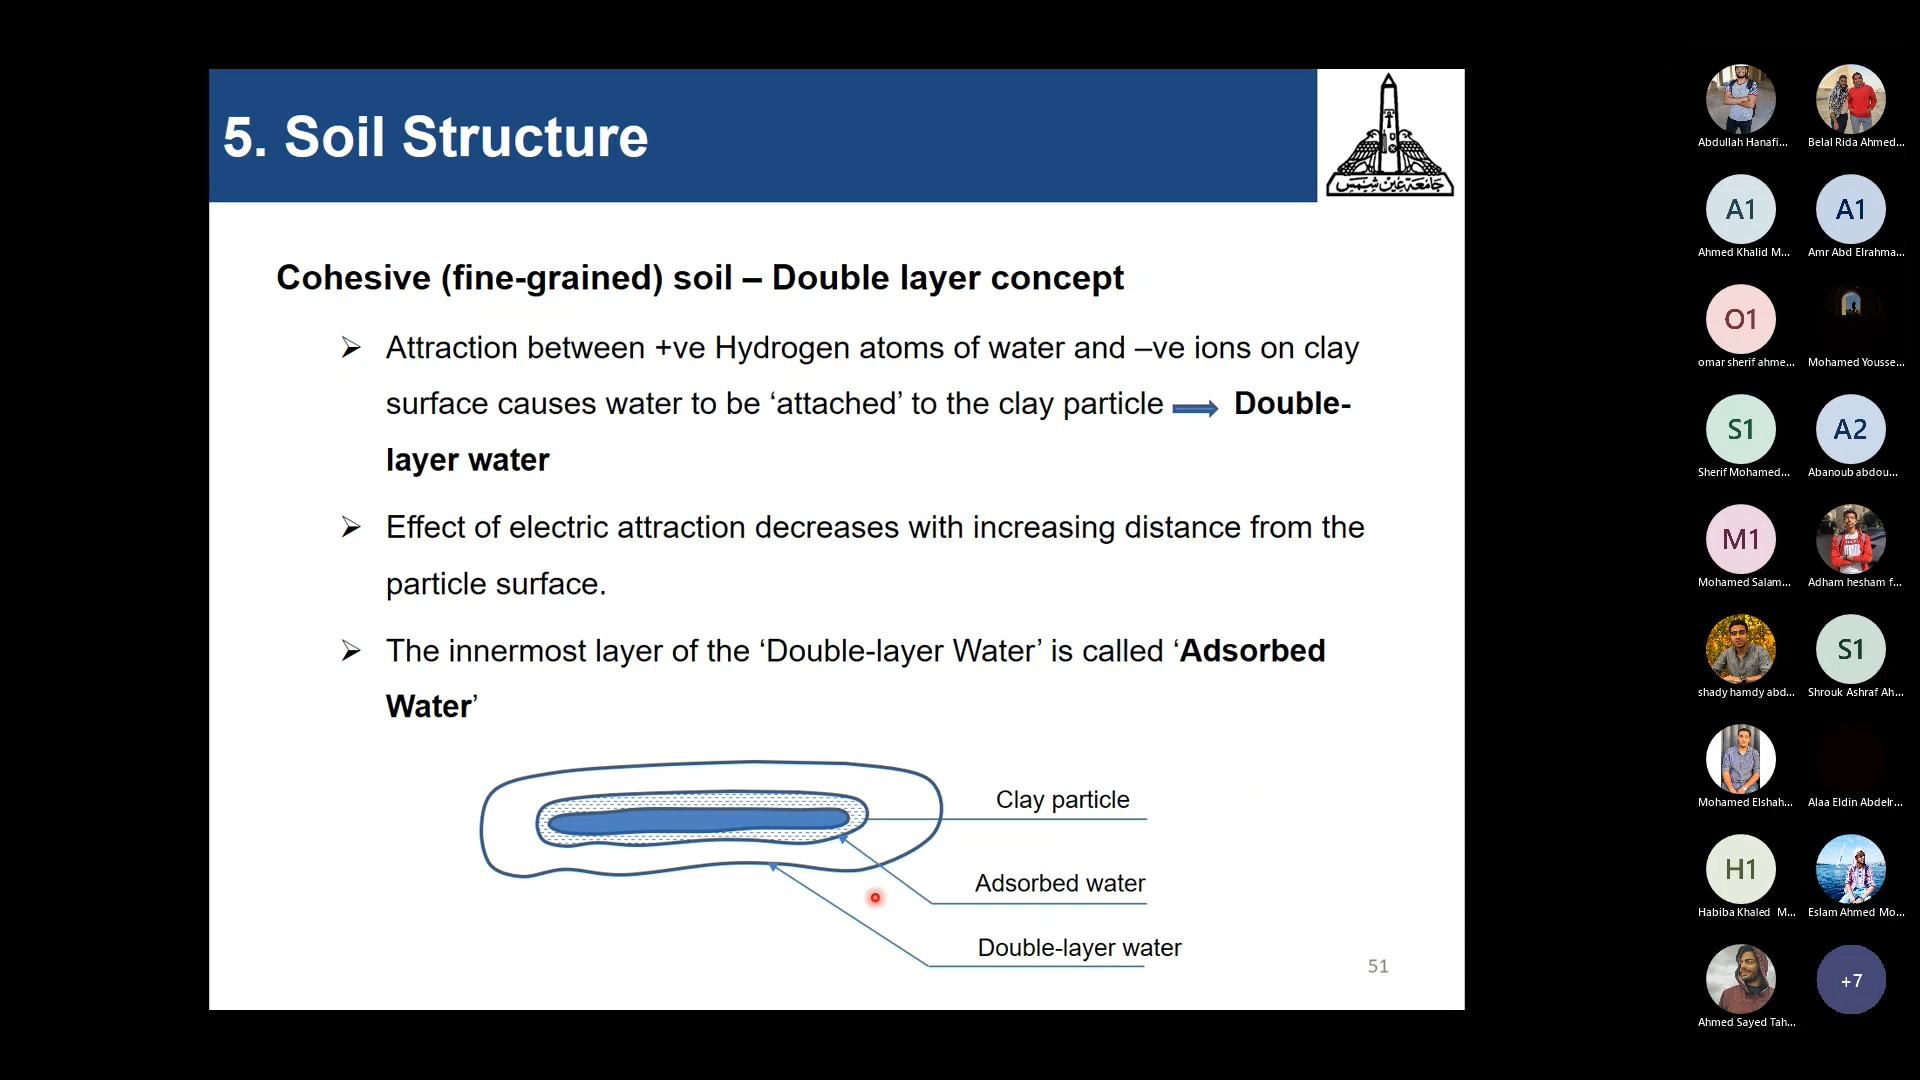 5. Soil Structure
جامعة عين شمس
Cohesive (fine-grained) soil – Double layer concept
➢ Attraction between +ve Hydrogen atoms of water and –ve ions on clay
surface causes water to be ‘attached’ to the clay particle Double-
layer water
➢ Effect of electric attraction decreases with increasing distance from the
particle surface.
➢ The innermost layer of the ‘Double-layer Water’ is called ‘Adsorbed
Water’
Clay particle
Adsorbed water
Double-layer water
51
Abdullah Hanafi...
Belal Rida Ahmed...
A1
A1
Ahmed Khalid M...
Amr Abd Elrahma...
O1
omar sherif ahme...
Mohamed Yousse...
S1
A2
Sherif Mohamed...
Abanoub abdou...
M1
Mohamed Salam...
Adham hesham f...
S1
shady hamdy abd...
Shrouk Ashraf Ah...
Mohamed Elshah...
Alaa Eldin Abdelr...
H1
Habiba Khaled M...
Eslam Ahmed Mo...
+7
Ahmed Sayed Tah...